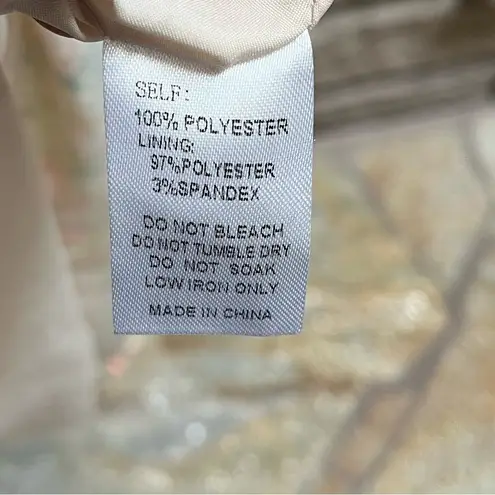 SELF:
100% POLYESTER
LINING:
97%POLYESTER
3%SPANDEX
DO NOT BLEACH
DO NOT TUMBLE DRY
DO NOT SOAK
LOW IRON ONLY
MADE IN CHINA